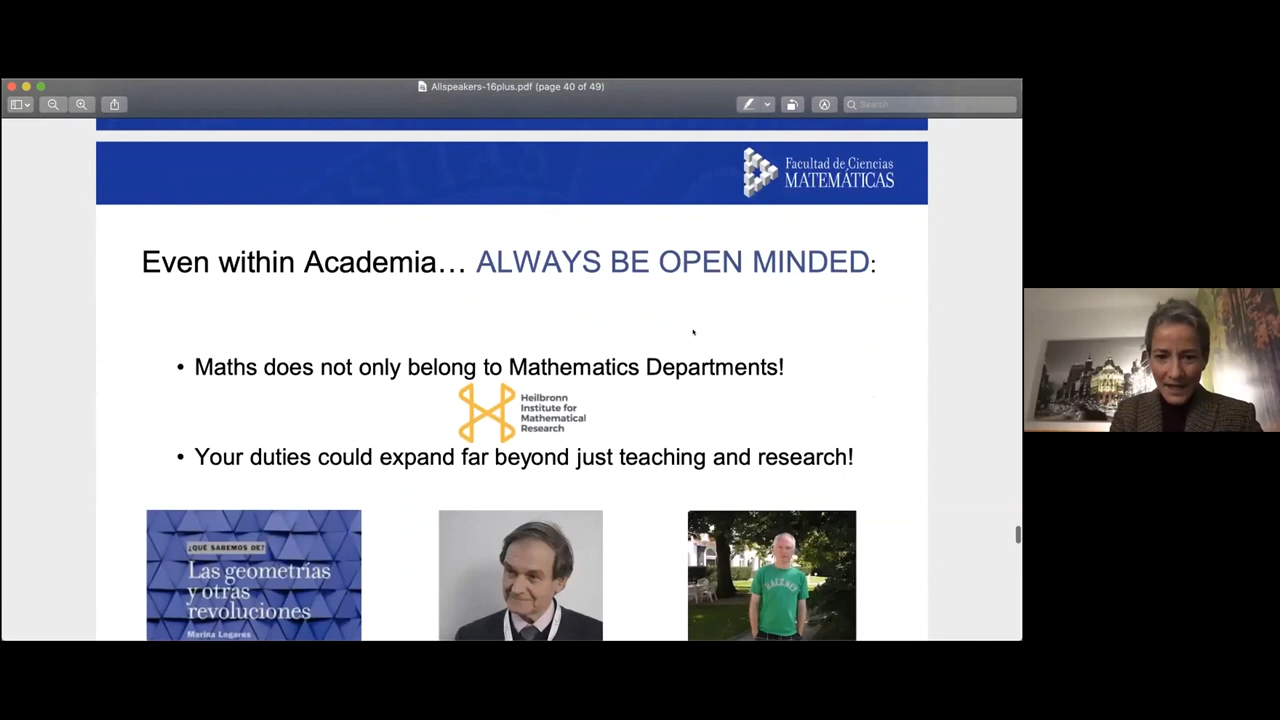 Allspeakers-16plus.pdf (page 40 of 49)
Search
Facultad de Ciencias
MATEMÁTICAS
Even within Academia… ALWAYS BE OPEN MINDED:
• Maths does not only belong to Mathematics Departments!
Heilbronn
Institute for
Mathematical
Research
• Your duties could expand far beyond just teaching and research!
¿QUÉ SABEMOS DE?
Las geometrías
y otras
revoluciones
Marina Logares
HACKNEY